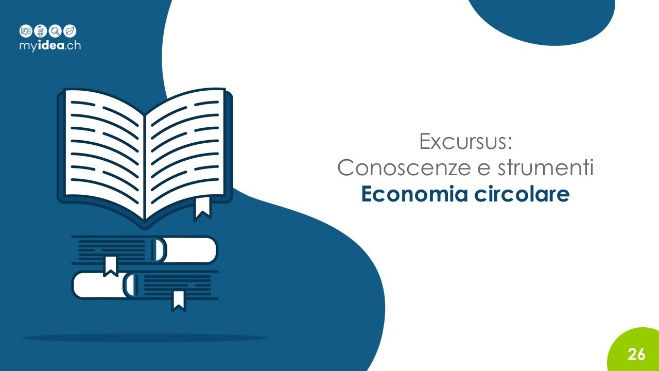 myidea.ch
Excursus:
Conoscenze e strumenti
Economia circolare
26